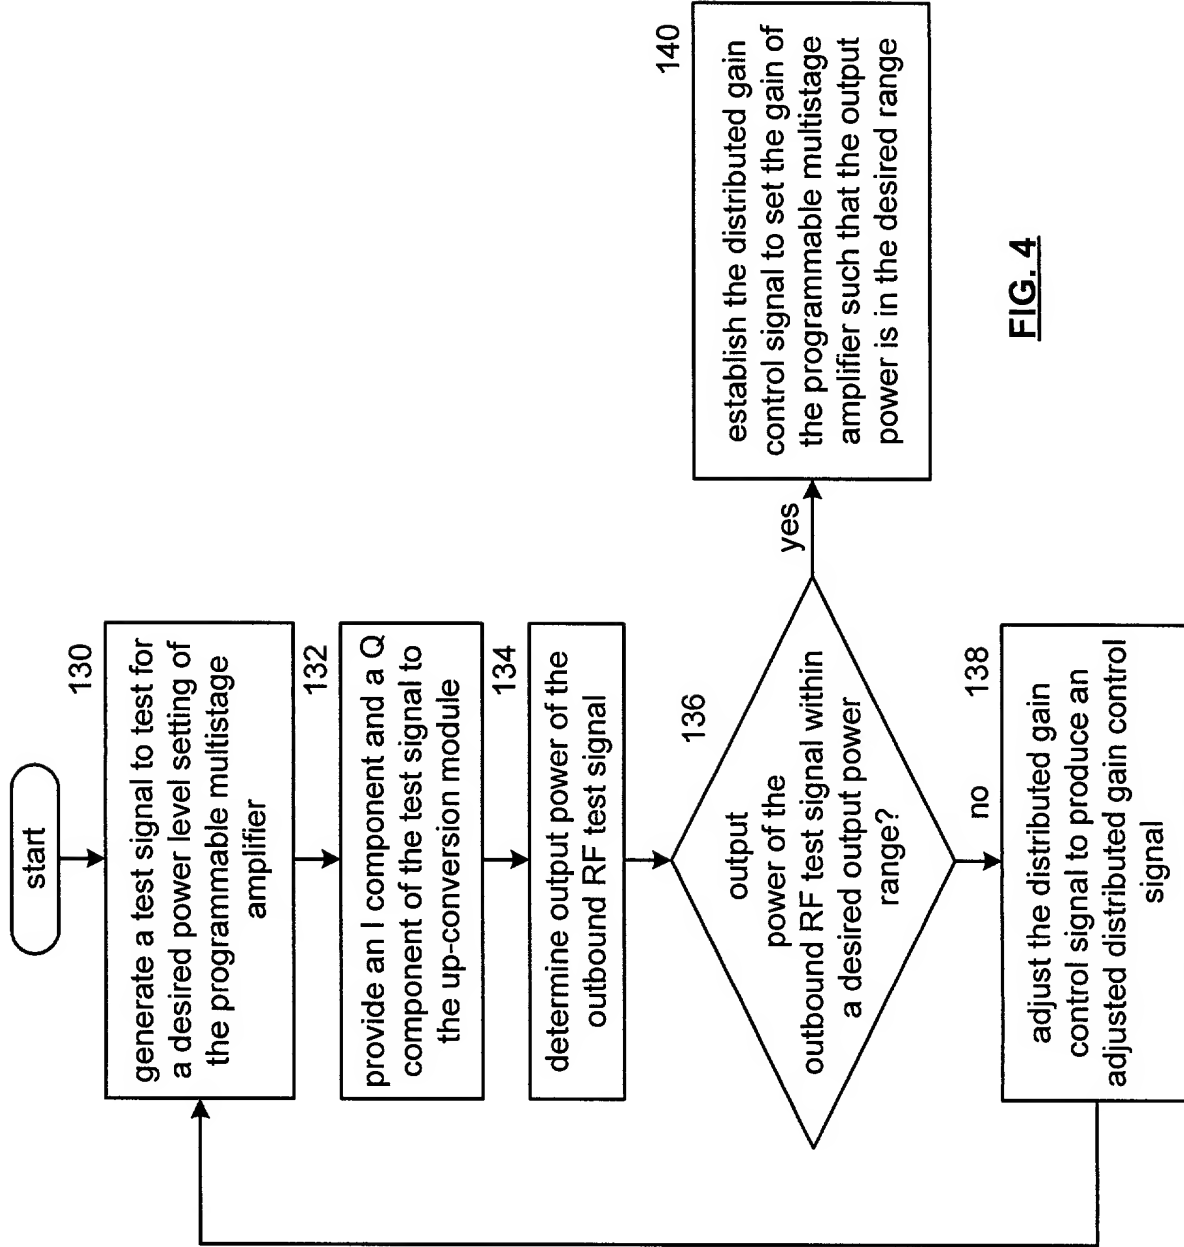 start
130
generate a test signal to test for
a desired power level setting of
the programmable multistage
amplifier
132
provide an I component and a Q
component of the test signal to
the up-conversion module
134
determine output power of the
outbound RF test signal
136
output
power of the
outbound RF test signal within
a desired output power
range?
yes
140
establish the distributed gain
control signal to set the gain of
the programmable multistage
amplifier such that the output
power is in the desired range
no
138
adjust the distributed gain
control signal to produce an
adjusted distributed gain control
signal
FIG. 4